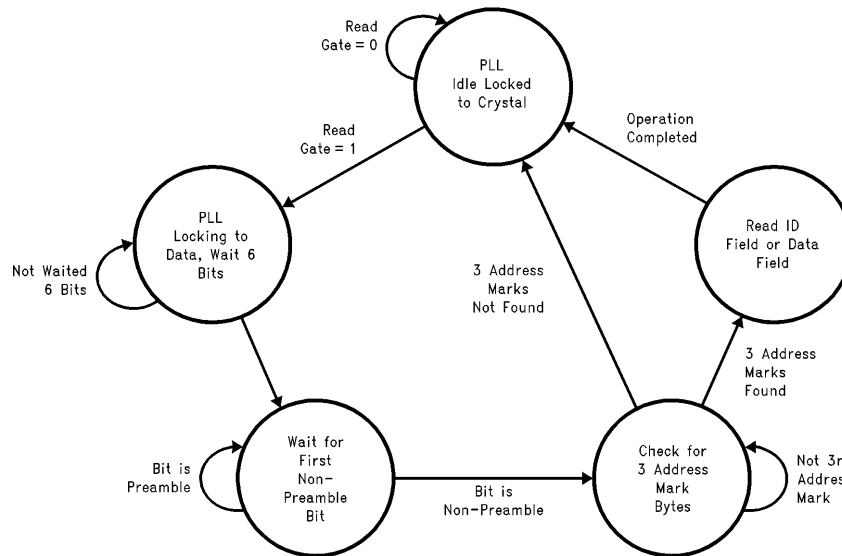 Read
Gate = 0
PLL
Idle Locked
to Crystal
Operation
Completed
Read
Gate = 1
PLL
Locking to
Data, Wait 6
Bits
Read ID
Field or Data
Field
Not Waited
6 Bits
3 Address
Marks
Not Found
3 Address
Marks
Found
Wait for
First
Non-
Preamble
Bit
Check for
3 Address
Mark
Bytes
Bit is
Preamble
Bit is
Non-Preamble
Not
Address
Mark